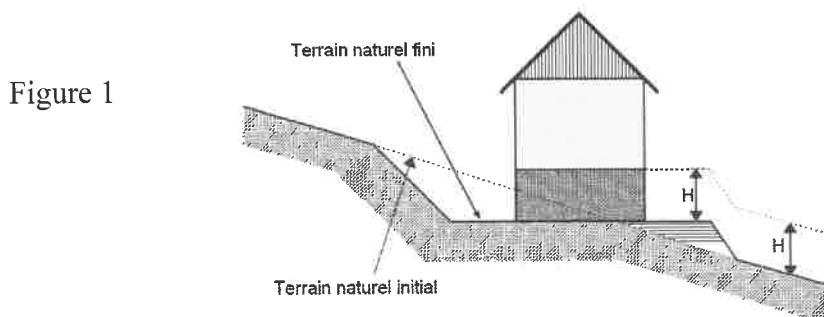 Terrain naturel fini
Figure 1
H
H
Terrain naturel initial